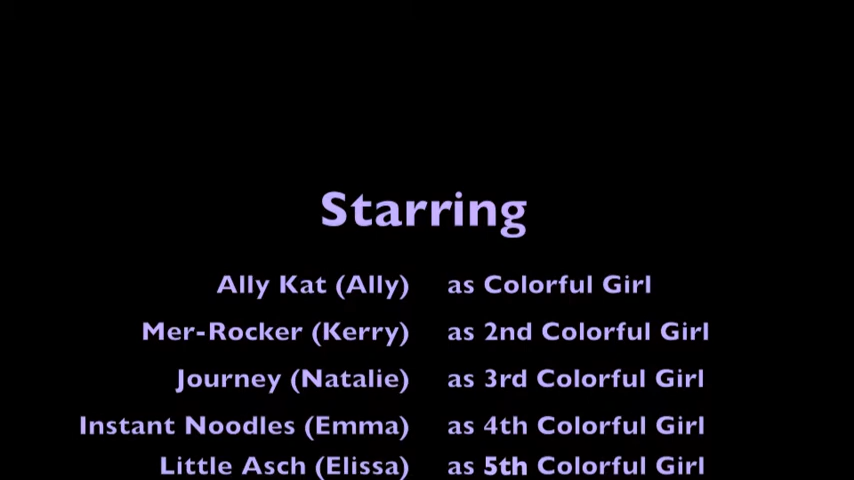 Starring
Ally Kat (Ally) as Colorful Girl
Mer-Rocker (Kerry) as 2nd Colorful Girl
Journey (Natalie) as 3rd Colorful Girl
Instant Noodles (Emma) as 4th Colorful Girl
Little Asch (Elissa) as 5th Colorful Girl